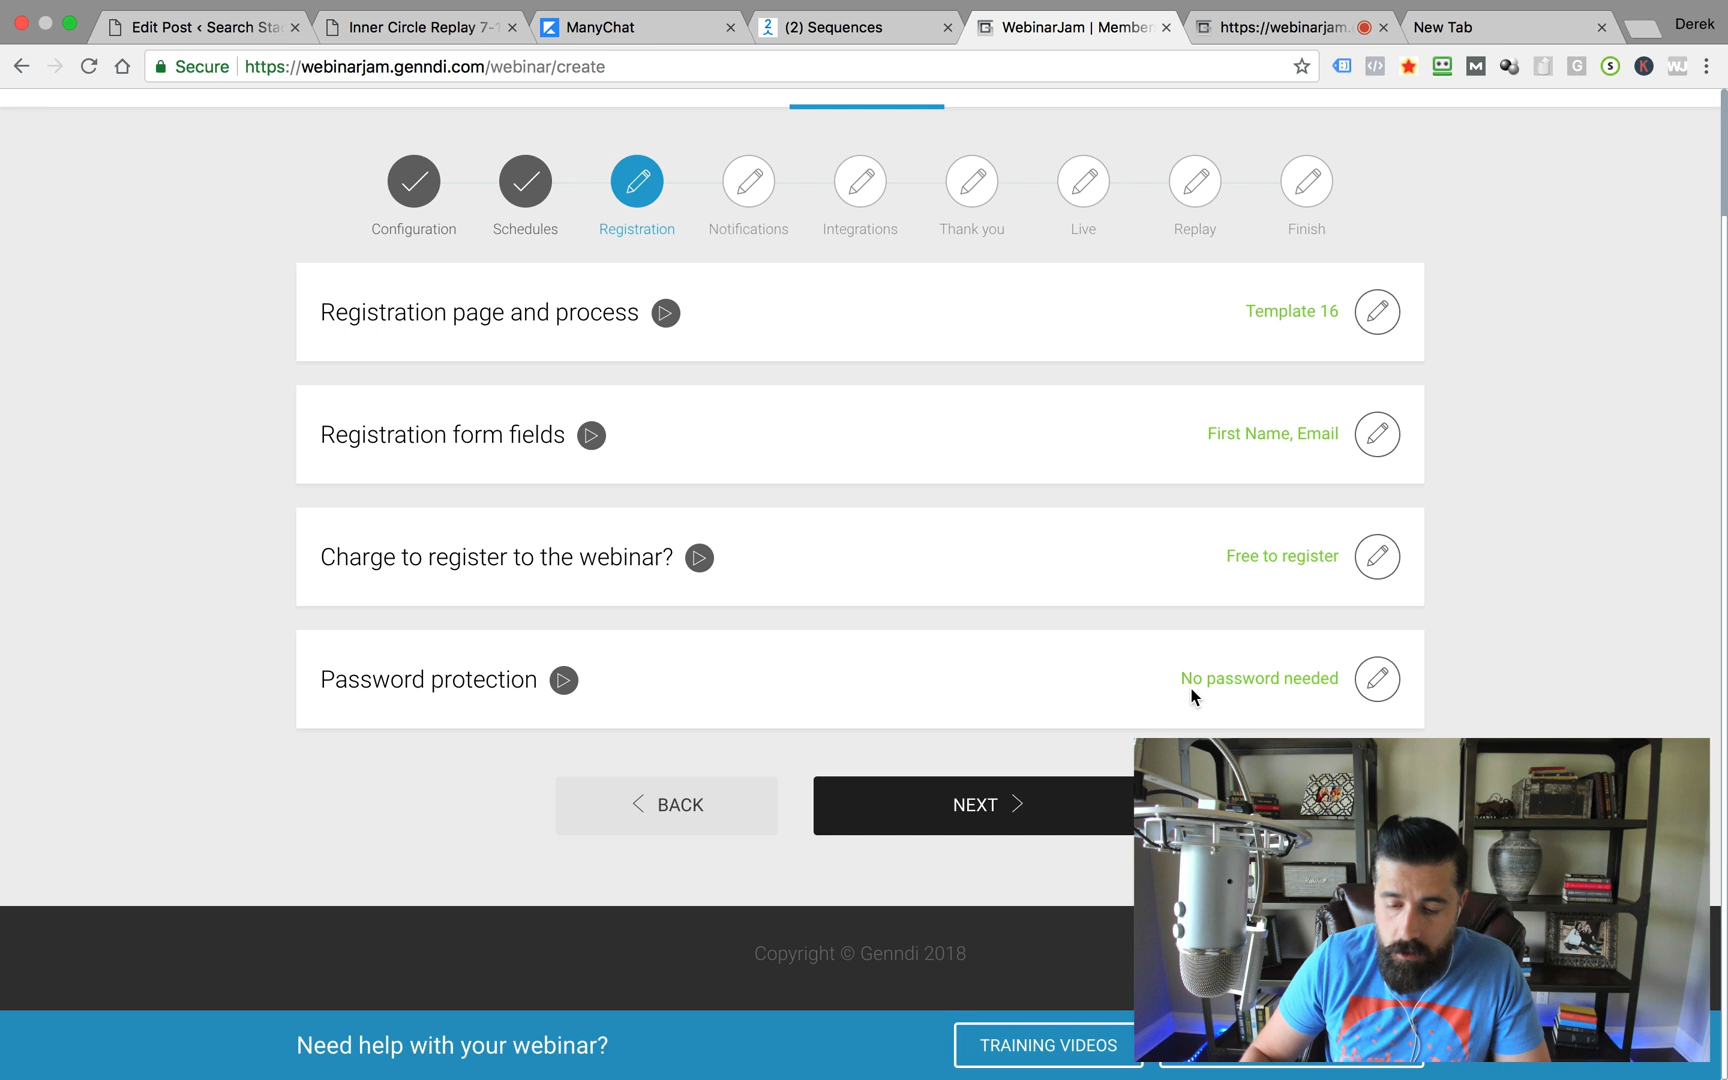 Edit Post ‹ Search Sta
Inner Circle Replay 7-1
ManyChat
(2) Sequences
WebinarJam | Member
https://webinarjam.
New Tab
Derek
Secure
https://webinarjam.genndi.com/webinar/create
Configuration
Schedules
Registration
Notifications
Integrations
Thank you
Live
Replay
Finish
Registration page and process
Template 16
Registration form fields
First Name, Email
Charge to register to the webinar?
Free to register
Password protection
No password needed
BACK
NEXT
Copyright © Genndi 2018
Need help with your webinar?
TRAINING VIDEOS